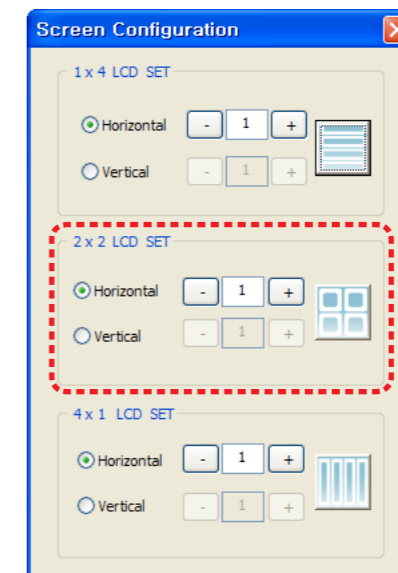 Screen Configuration
1 x 4 LCD SET
Horizontal - 1 +
Vertical - 1 +
2 x 2 LCD SET
Horizontal - 1 +
Vertical - 1 +
4 x 1 LCD SET
Horizontal - 1 +
Vertical - 1 +